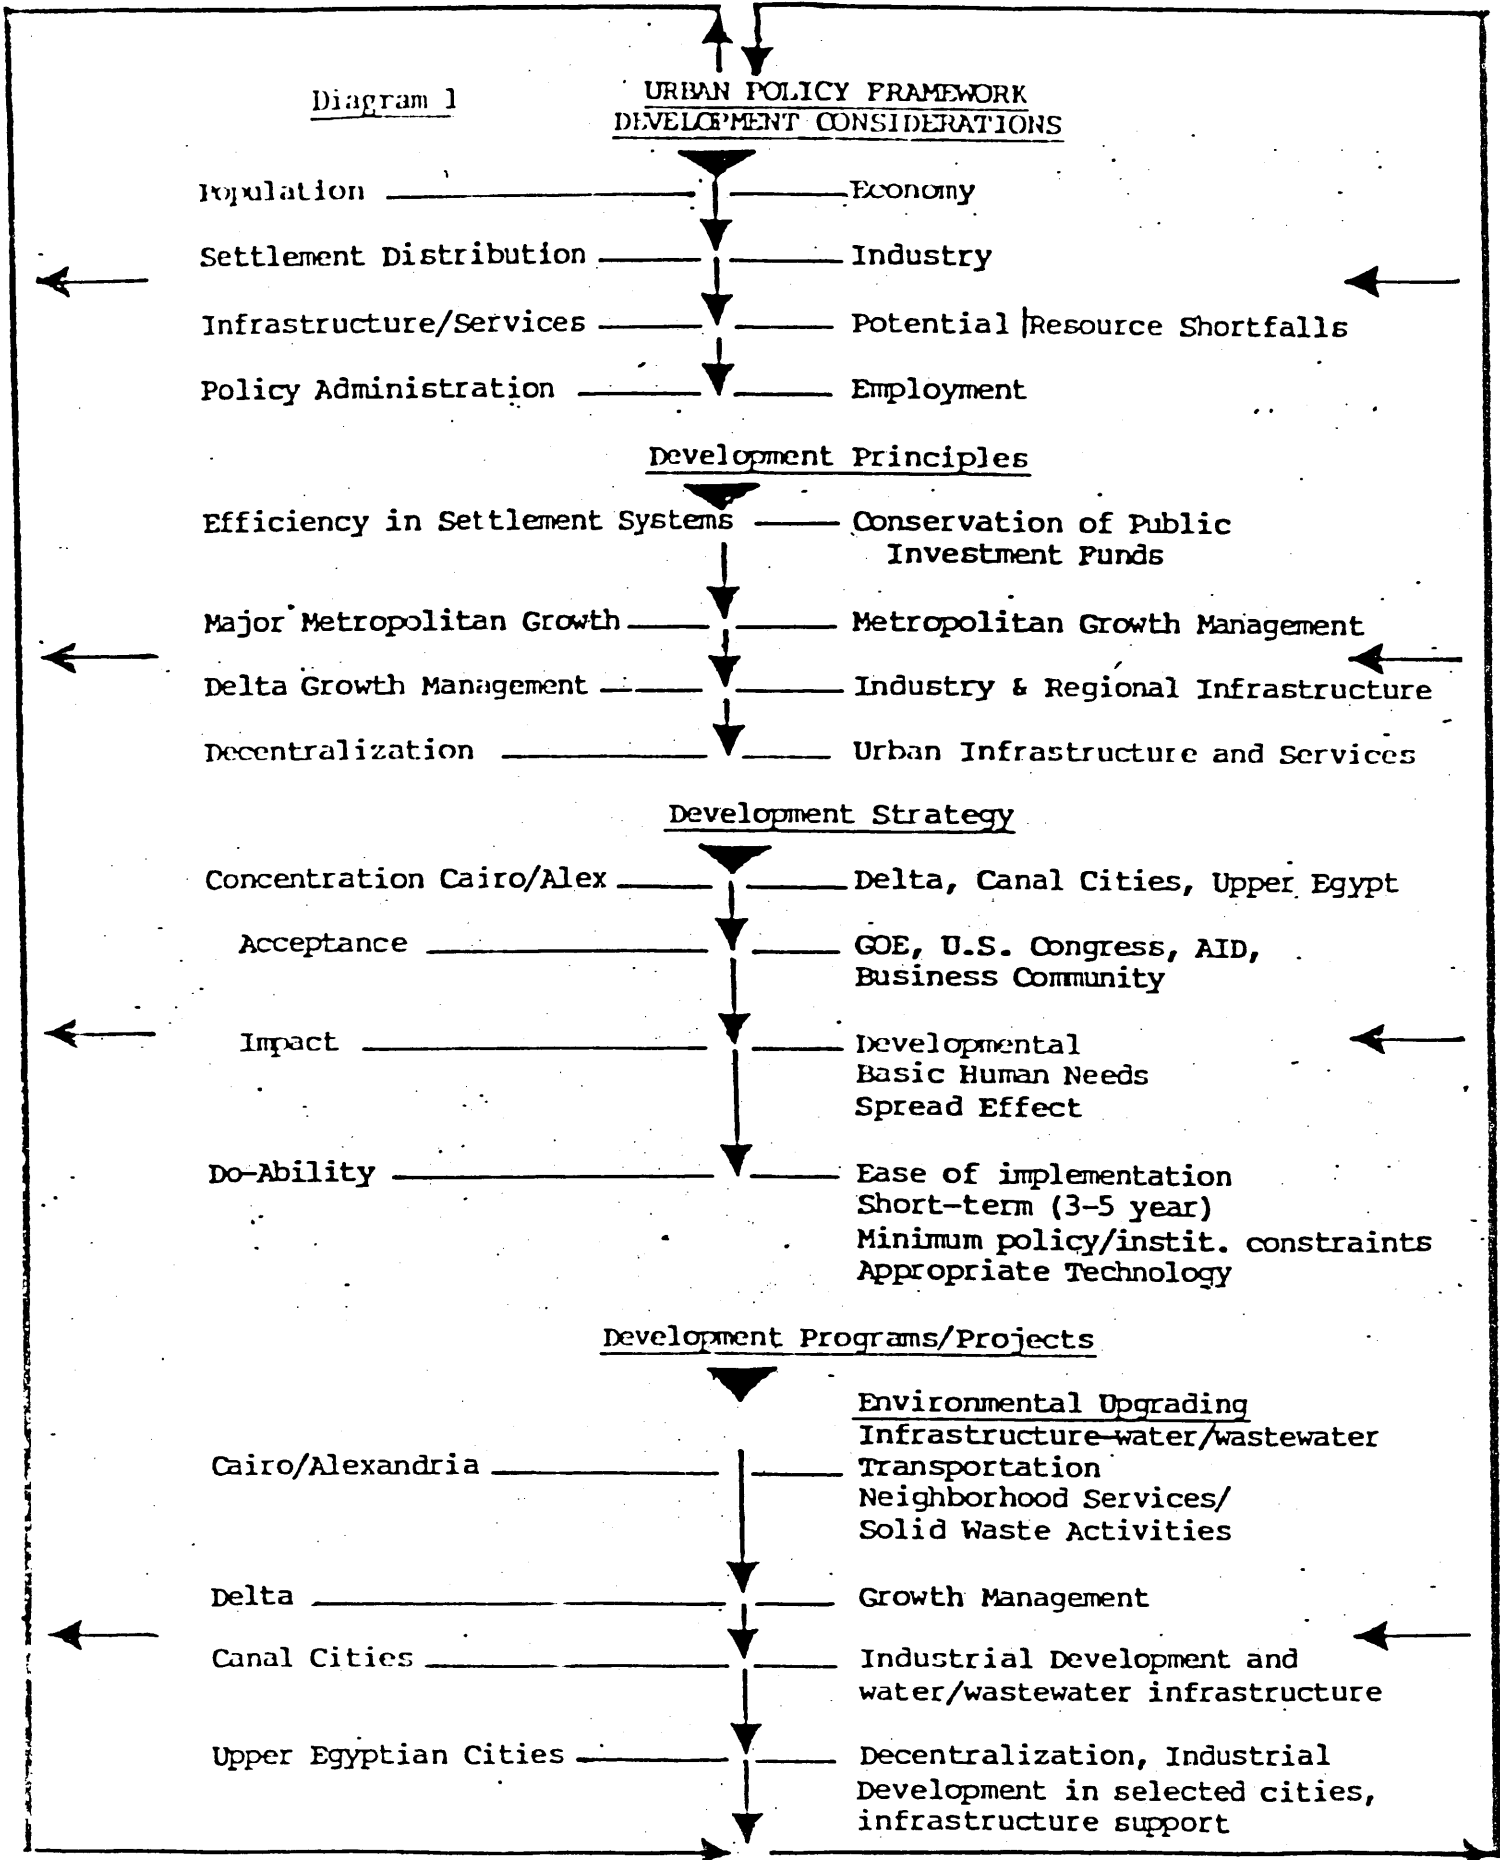 Diagram 1
URBAN POLICY FRAMEWORK
DEVELOPMENT CONSIDERATIONS
Population Economy
Settlement Distribution Industry
Infrastructure/Services Potential Resource Shortfalls
Policy Administration Employment
Development Principles
Efficiency in Settlement Systems Conservation of Public
Investment Funds
Major Metropolitan Growth Metropolitan Growth Management
Delta Growth Management Industry & Regional Infrastructure
Decentralization Urban Infrastructure and Services
Development Strategy
Concentration Cairo/Alex Delta, Canal Cities, Upper Egypt
Acceptance GOE, U.S. Congress, AID,
Business Community
Impact Developmental
Basic Human Needs
Spread Effect
Do-Ability Ease of implementation
Short-term (3-5 year)
Minimum policy/instit. constraints
Appropriate Technology
Development Programs/Projects
Environmental Upgrading
Infrastructure-water/wastewater
Cairo/Alexandria Transportation
Neighborhood Services/
Solid Waste Activities
Delta Growth Management
Canal Cities Industrial Development and
water/wastewater infrastructure
Upper Egyptian Cities Decentralization, Industrial
Development in selected cities,
infrastructure support